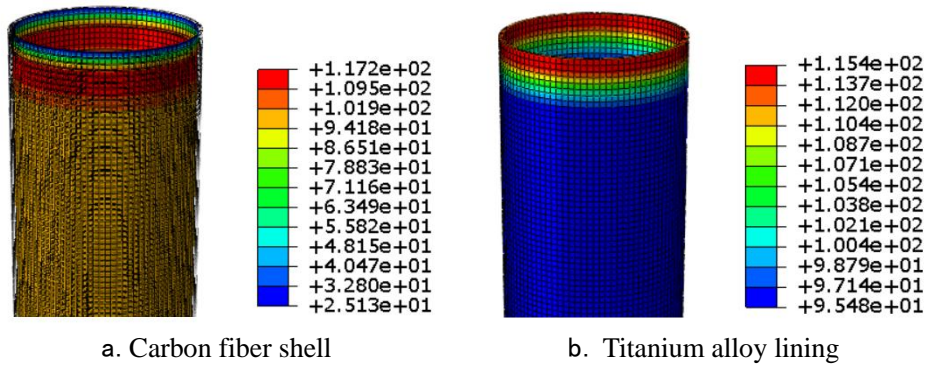 +1.172e+02
+1.095e+02
+1.019e+02
+9.418e+01
+8.651e+01
+7.883e+01
+7.116e+01
+6.349e+01
+5.582e+01
+4.815e+01
+4.047e+01
+3.280e+01
+2.513e+01
+1.154e+02
+1.137e+02
+1.120e+02
+1.104e+02
+1.087e+02
+1.071e+02
+1.054e+02
+1.038e+02
+1.021e+02
+1.004e+02
+9.879e+01
+9.714e+01
+9.548e+01
a. Carbon fiber shell
b. Titanium alloy lining